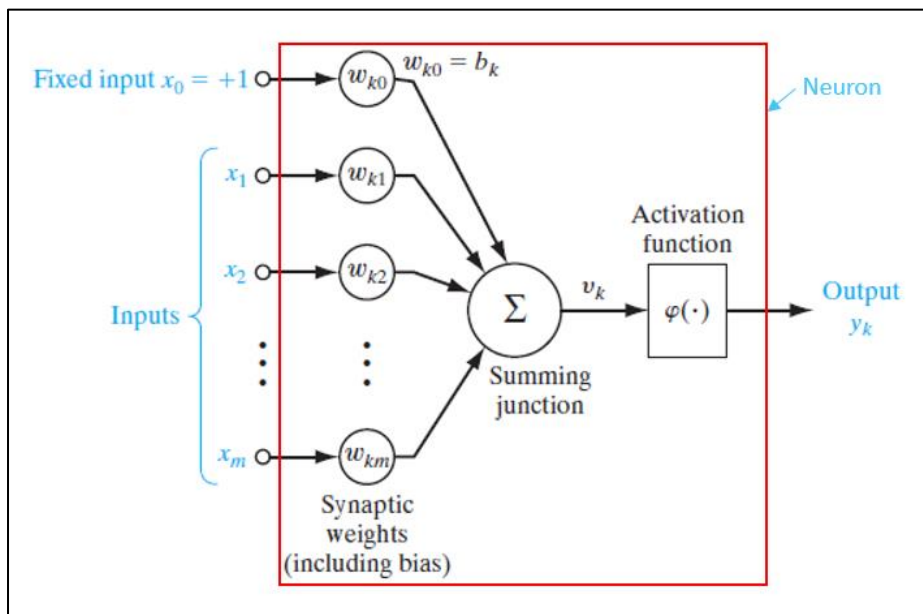 Fixed input x₀ = +1
w_k0
w_k0 = b_k
Neuron
x₁
w_k1
Activation
function
x₂
w_k2
Inputs
Σ
v_k
φ(·)
Output
y_k
Summing
junction
x_m
w_km
Synaptic
weights
(including bias)